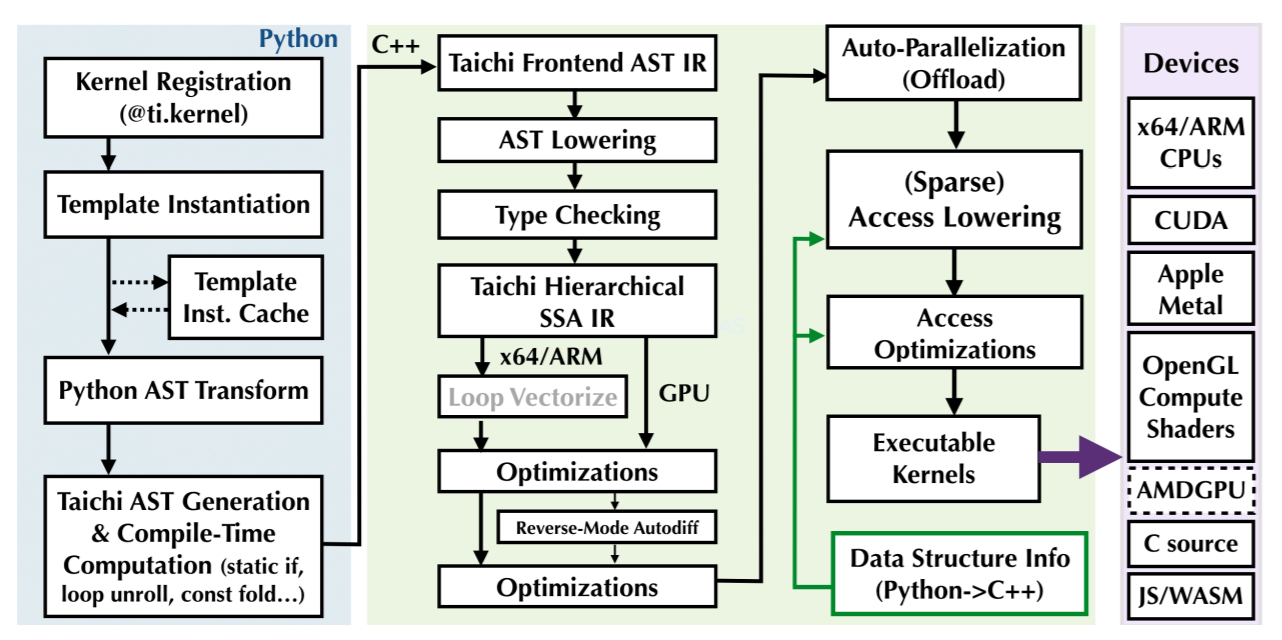 Python
Kernel Registration
(@ti.kernel)
Template Instantiation
Template
Inst. Cache
Python AST Transform
Taichi AST Generation
& Compile-Time
Computation (static if,
loop unroll, const fold…)
C++
Taichi Frontend AST IR
AST Lowering
Type Checking
Taichi Hierarchical
SSA IR
x64/ARM
Loop Vectorize
GPU
Optimizations
Reverse-Mode Autodiff
Optimizations
Auto-Parallelization
(Offload)
(Sparse)
Access Lowering
Access
Optimizations
Executable
Kernels
Data Structure Info
(Python->C++)
Devices
x64/ARM
CPUs
CUDA
Apple
Metal
OpenGL
Compute
Shaders
AMDGPU
C source
JS/WASM